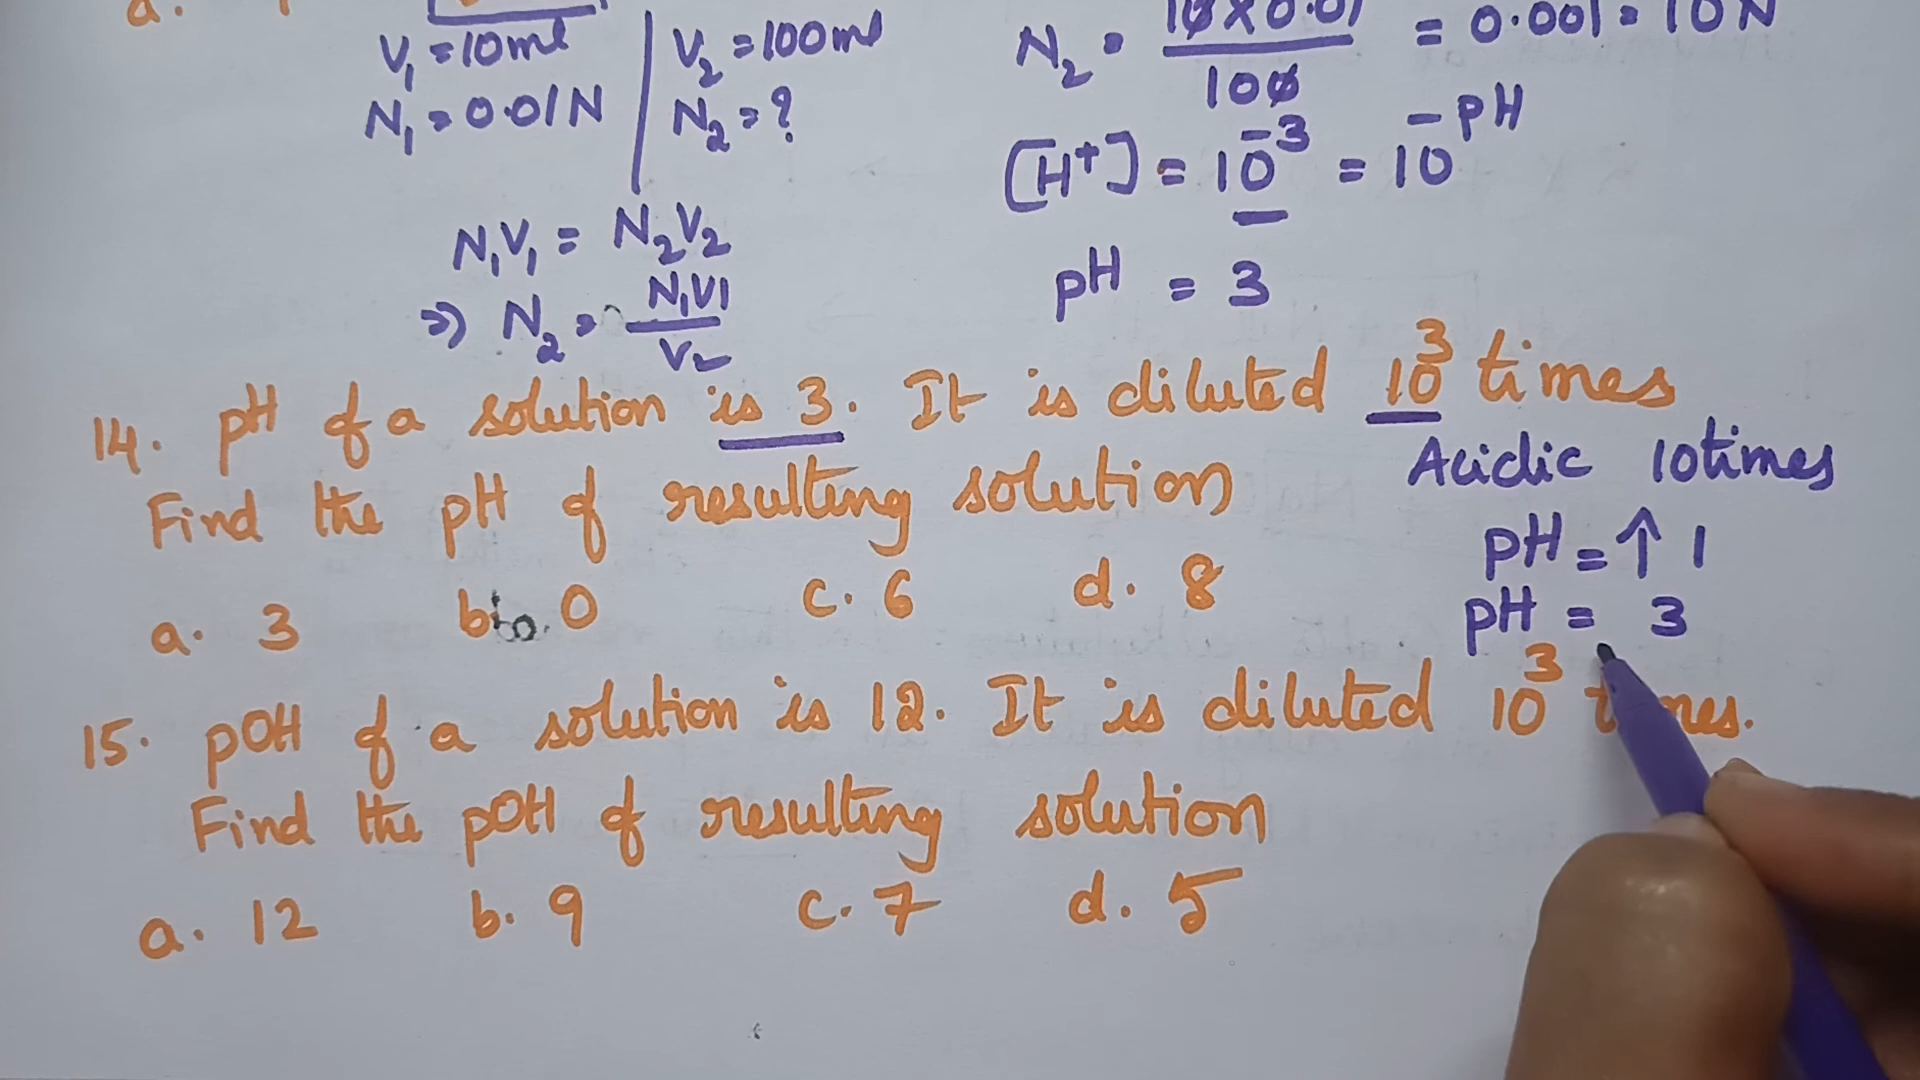 a.
V₁ = 10ml | V₂ = 100ml
N₁ = 0.01N | N₂ = ?
N₁V₁ = N₂V₂
⇒ N₂ = N₁V1 / V₂
N₂ = 10 X 0.01 / 100 = 0.001 = 10 N
[H⁺] = 10⁻³ = 10⁻pH
pH = 3
14. pH of a solution is 3. It is diluted 10³ times
Find the pH of resulting solution
a. 3 b. 0 c. 6 d. 8
Acidic 10times
pH = ↑ 1
pH = 3
15. pOH of a solution is 12. It is diluted 10³ times.
Find the pOH of resulting solution
a. 12 b. 9 c. 7 d. 5